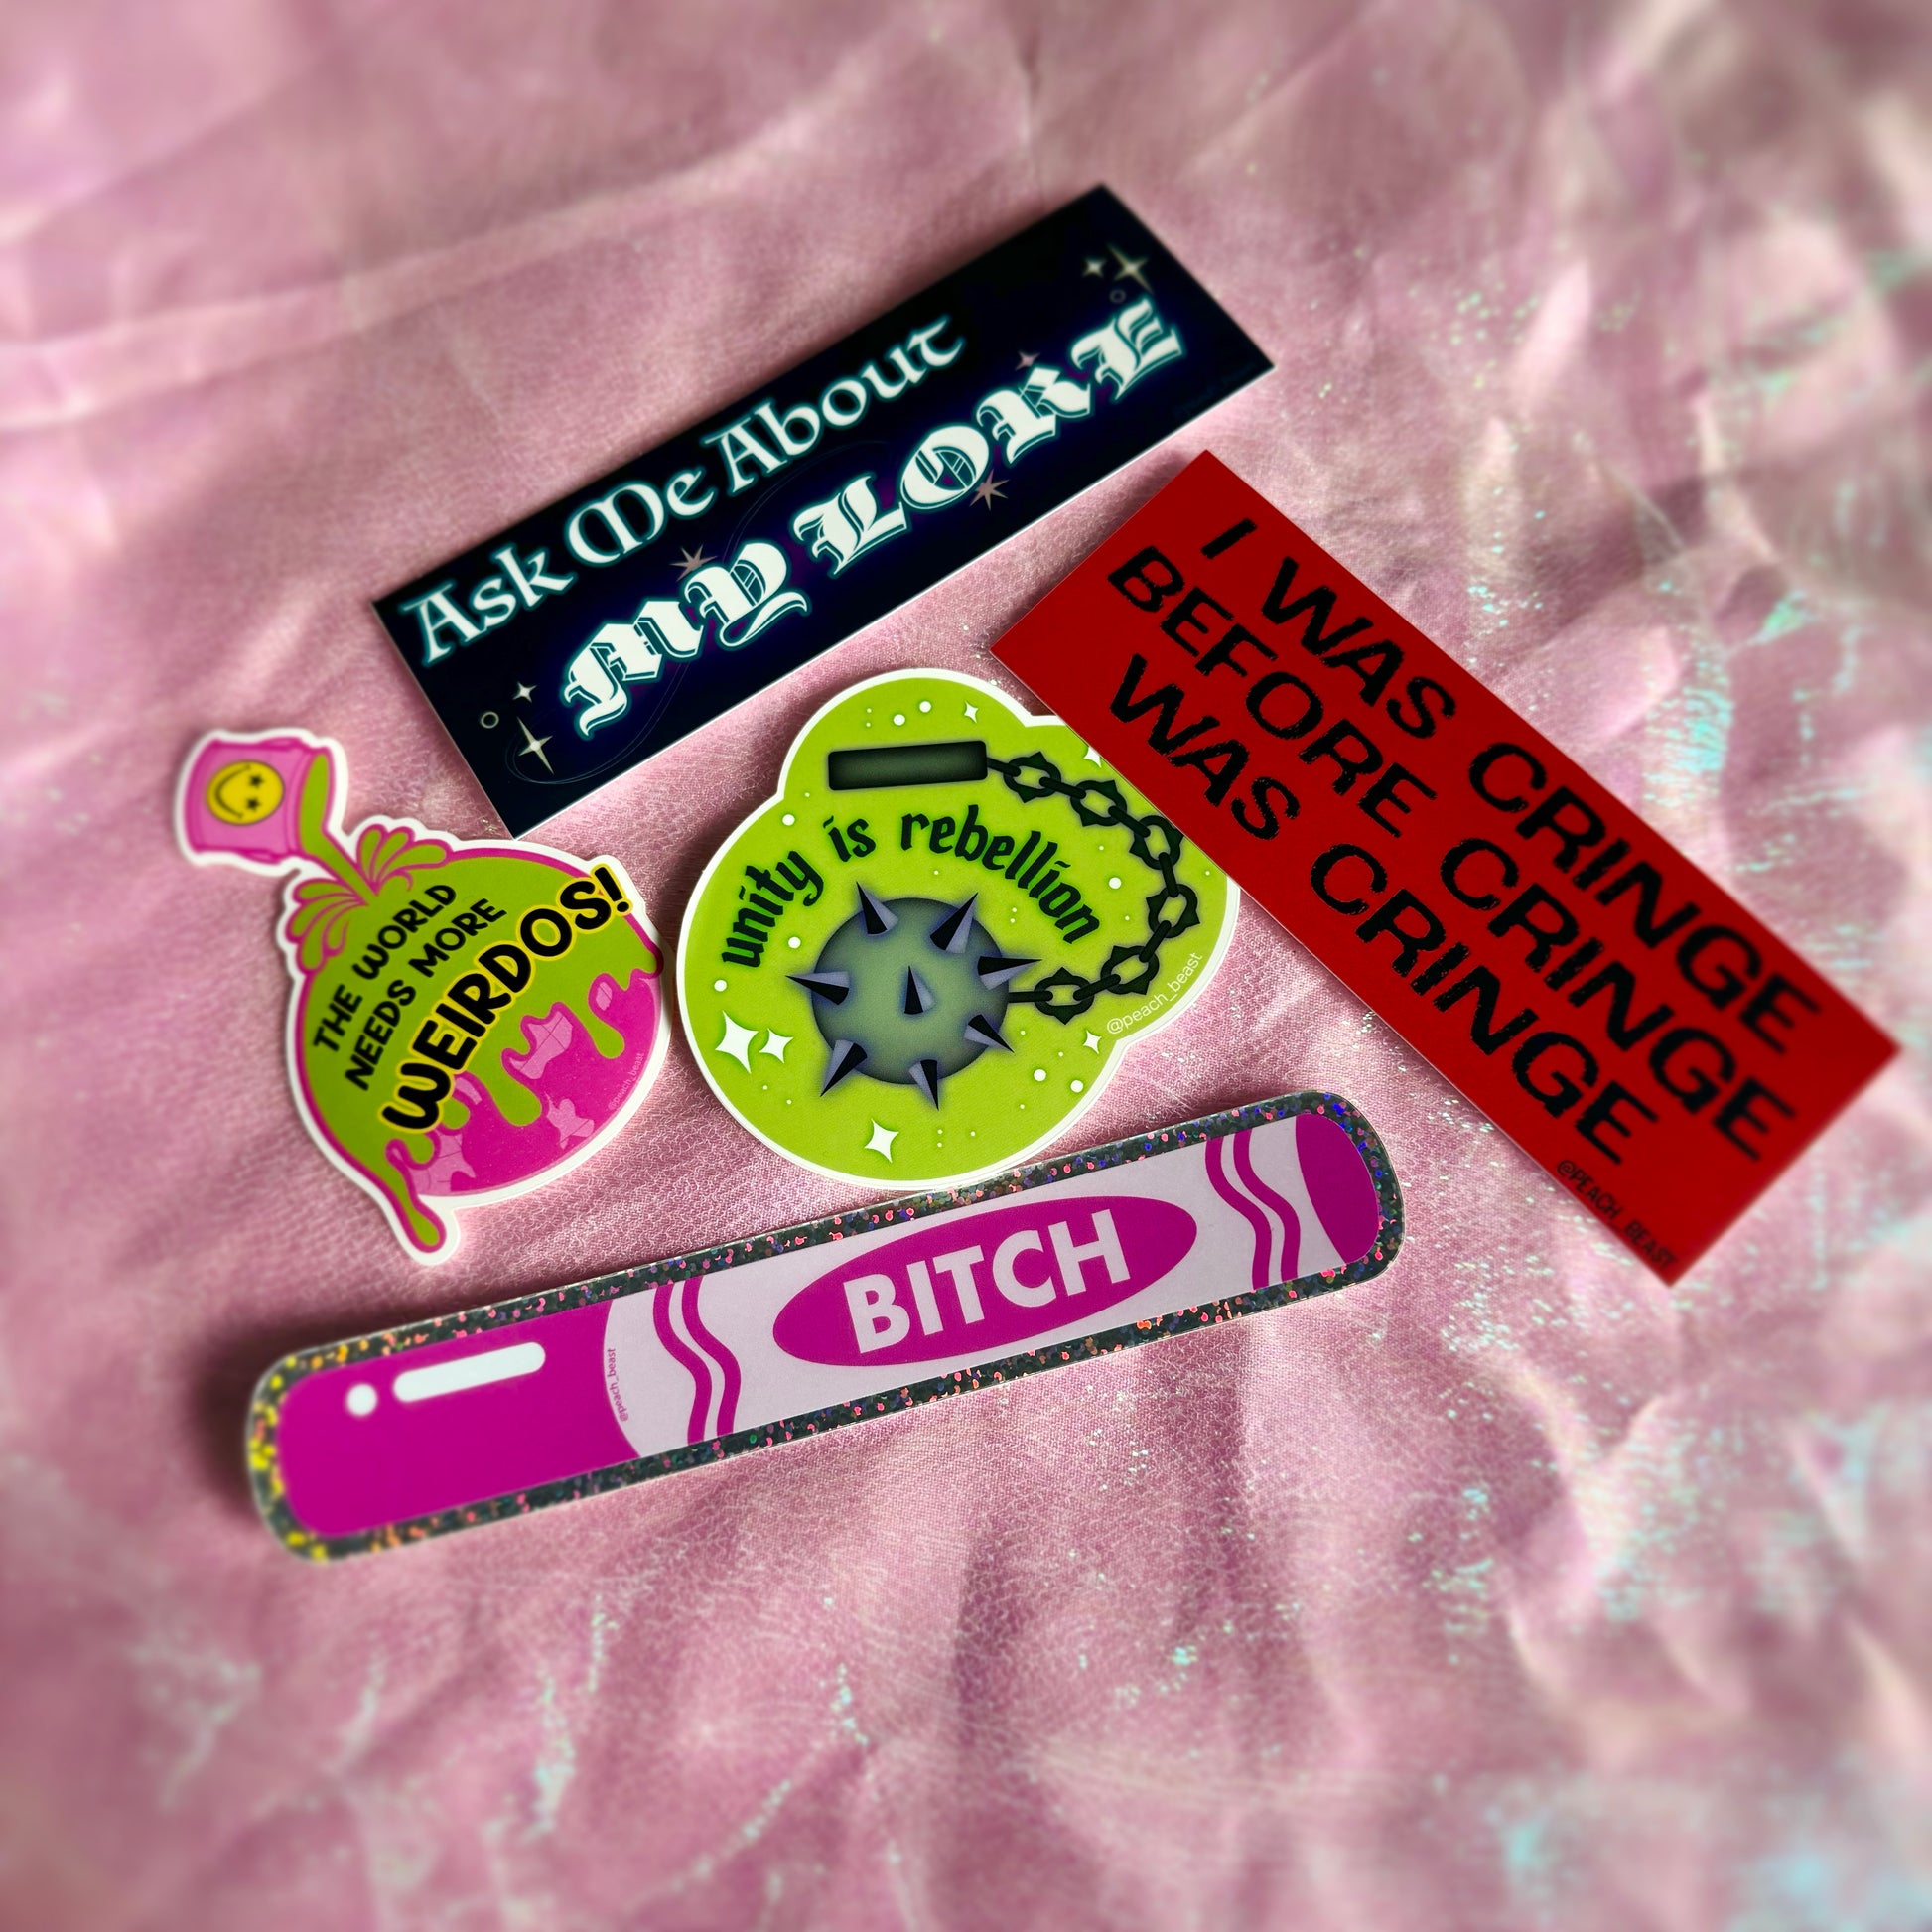 Ask Me About
MY LORE
I WAS CRINGE
BEFORE CRINGE
WAS CRINGE
@PEACH_BEAST
unity is rebellion
@peach_beast
THE WORLD
NEEDS MORE
WEIRDOS!
@peach_beast
BITCH
@peach_beast